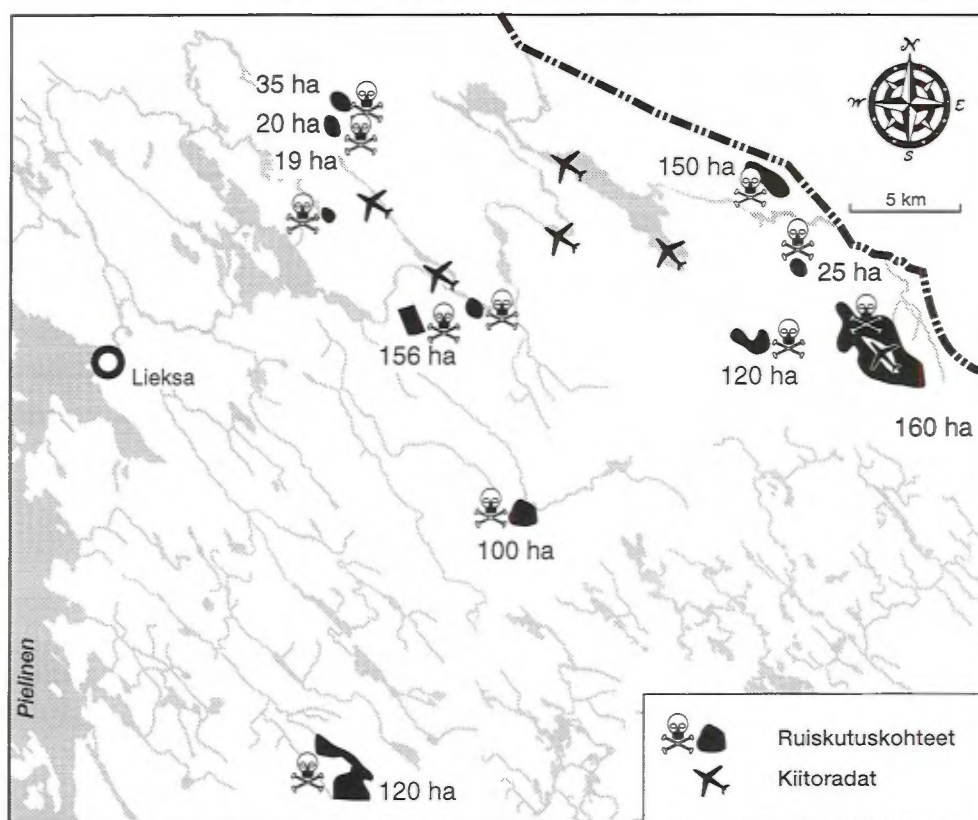 N
W
E
S
5 km
35 ha
20 ha
19 ha
150 ha
25 ha
156 ha
120 ha
160 ha
Lieksa
100 ha
Pielinen
120 ha
Ruiskutuskohteet
Kiitoradat